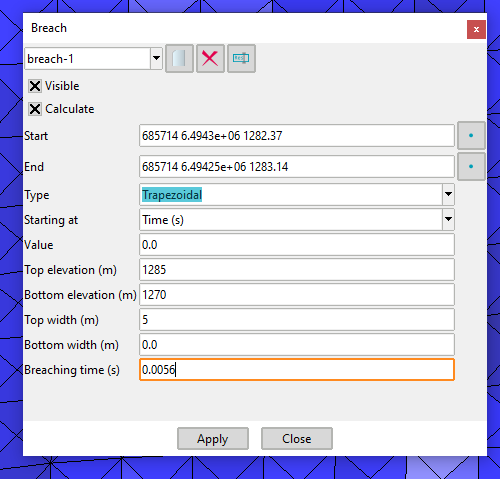 Breach
breach-1
Visible
Calculate
Start 685714 6.4943e+06 1282.37
End 685714 6.49425e+06 1283.14
Type Trapezoidal
Starting at Time (s)
Value 0.0
Top elevation (m) 1285
Bottom elevation (m) 1270
Top width (m) 5
Bottom width (m) 0.0
Breaching time (s) 0.0056
Apply Close